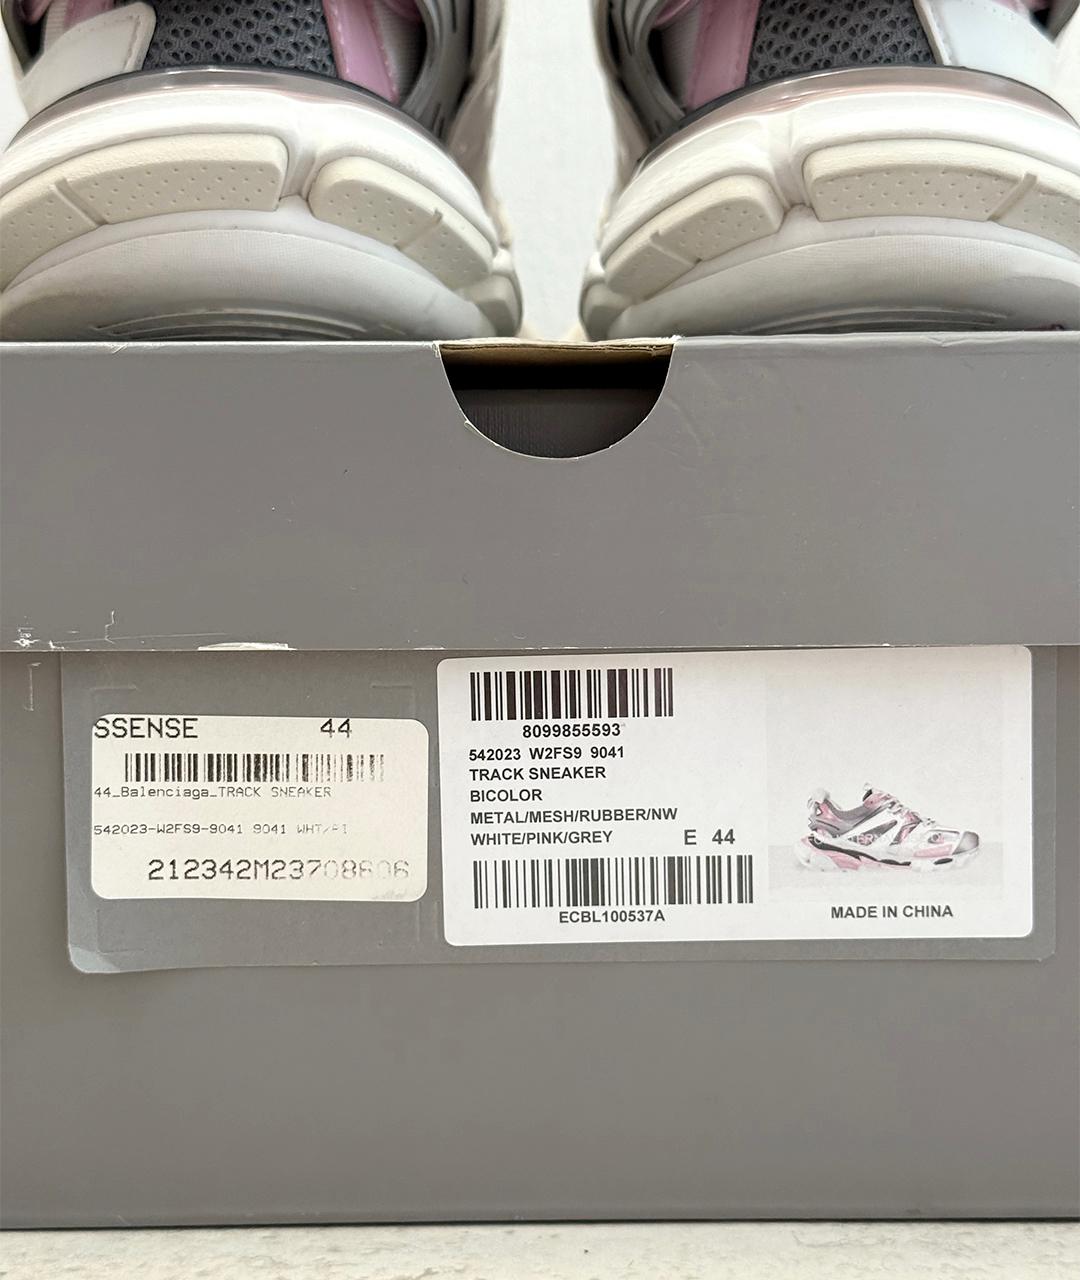 SSENSE 44
44_Balenciaga_TRACK SNEAKER
542023-W2FS9-9041 9041 WHT/PI
212342M23708606
8099855593
542023 W2FS9 9041
TRACK SNEAKER
BICOLOR
METAL/MESH/RUBBER/NW
WHITE/PINK/GREY E 44
ECBL100537A
MADE IN CHINA